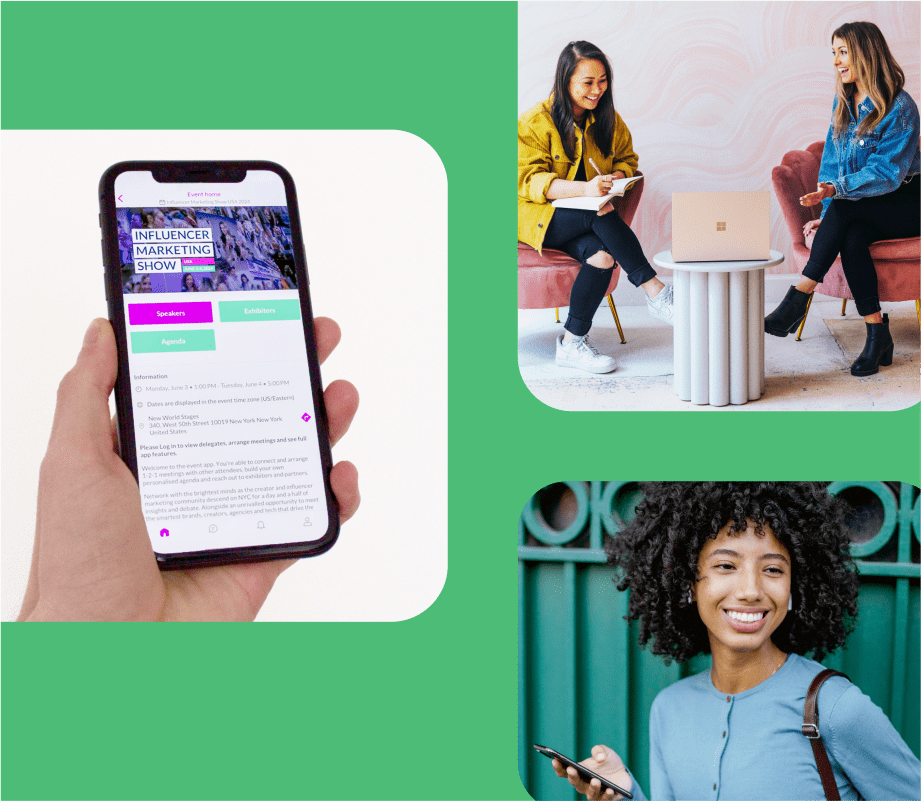 Event home
Influencer Marketing Show USA 2024
INFLUENCER
MARKETING
SHOW
USA
Speakers
Exhibitors
Agenda
Information
Monday, June 3 • 1:00 PM - Tuesday, June 4 • 5:00 PM
Dates are displayed in the event time zone (US/Eastern)
New World Stages
340, West 50th Street 10019 New York New York
United States
Please Log in to view delegates, arrange meetings and see full
app features.
Welcome to the event app. You're able to connect and arrange
1-2-1 meetings with other attendees, build your own
personalised agenda and reach out to exhibitors and partners.
Network with the brightest minds as the creator and influencer
marketing community descend on NYC for a day and a half of
insights and debate. Alongside an unrivalled opportunity to meet
the smartest brands, creators, agencies and tech that drive the